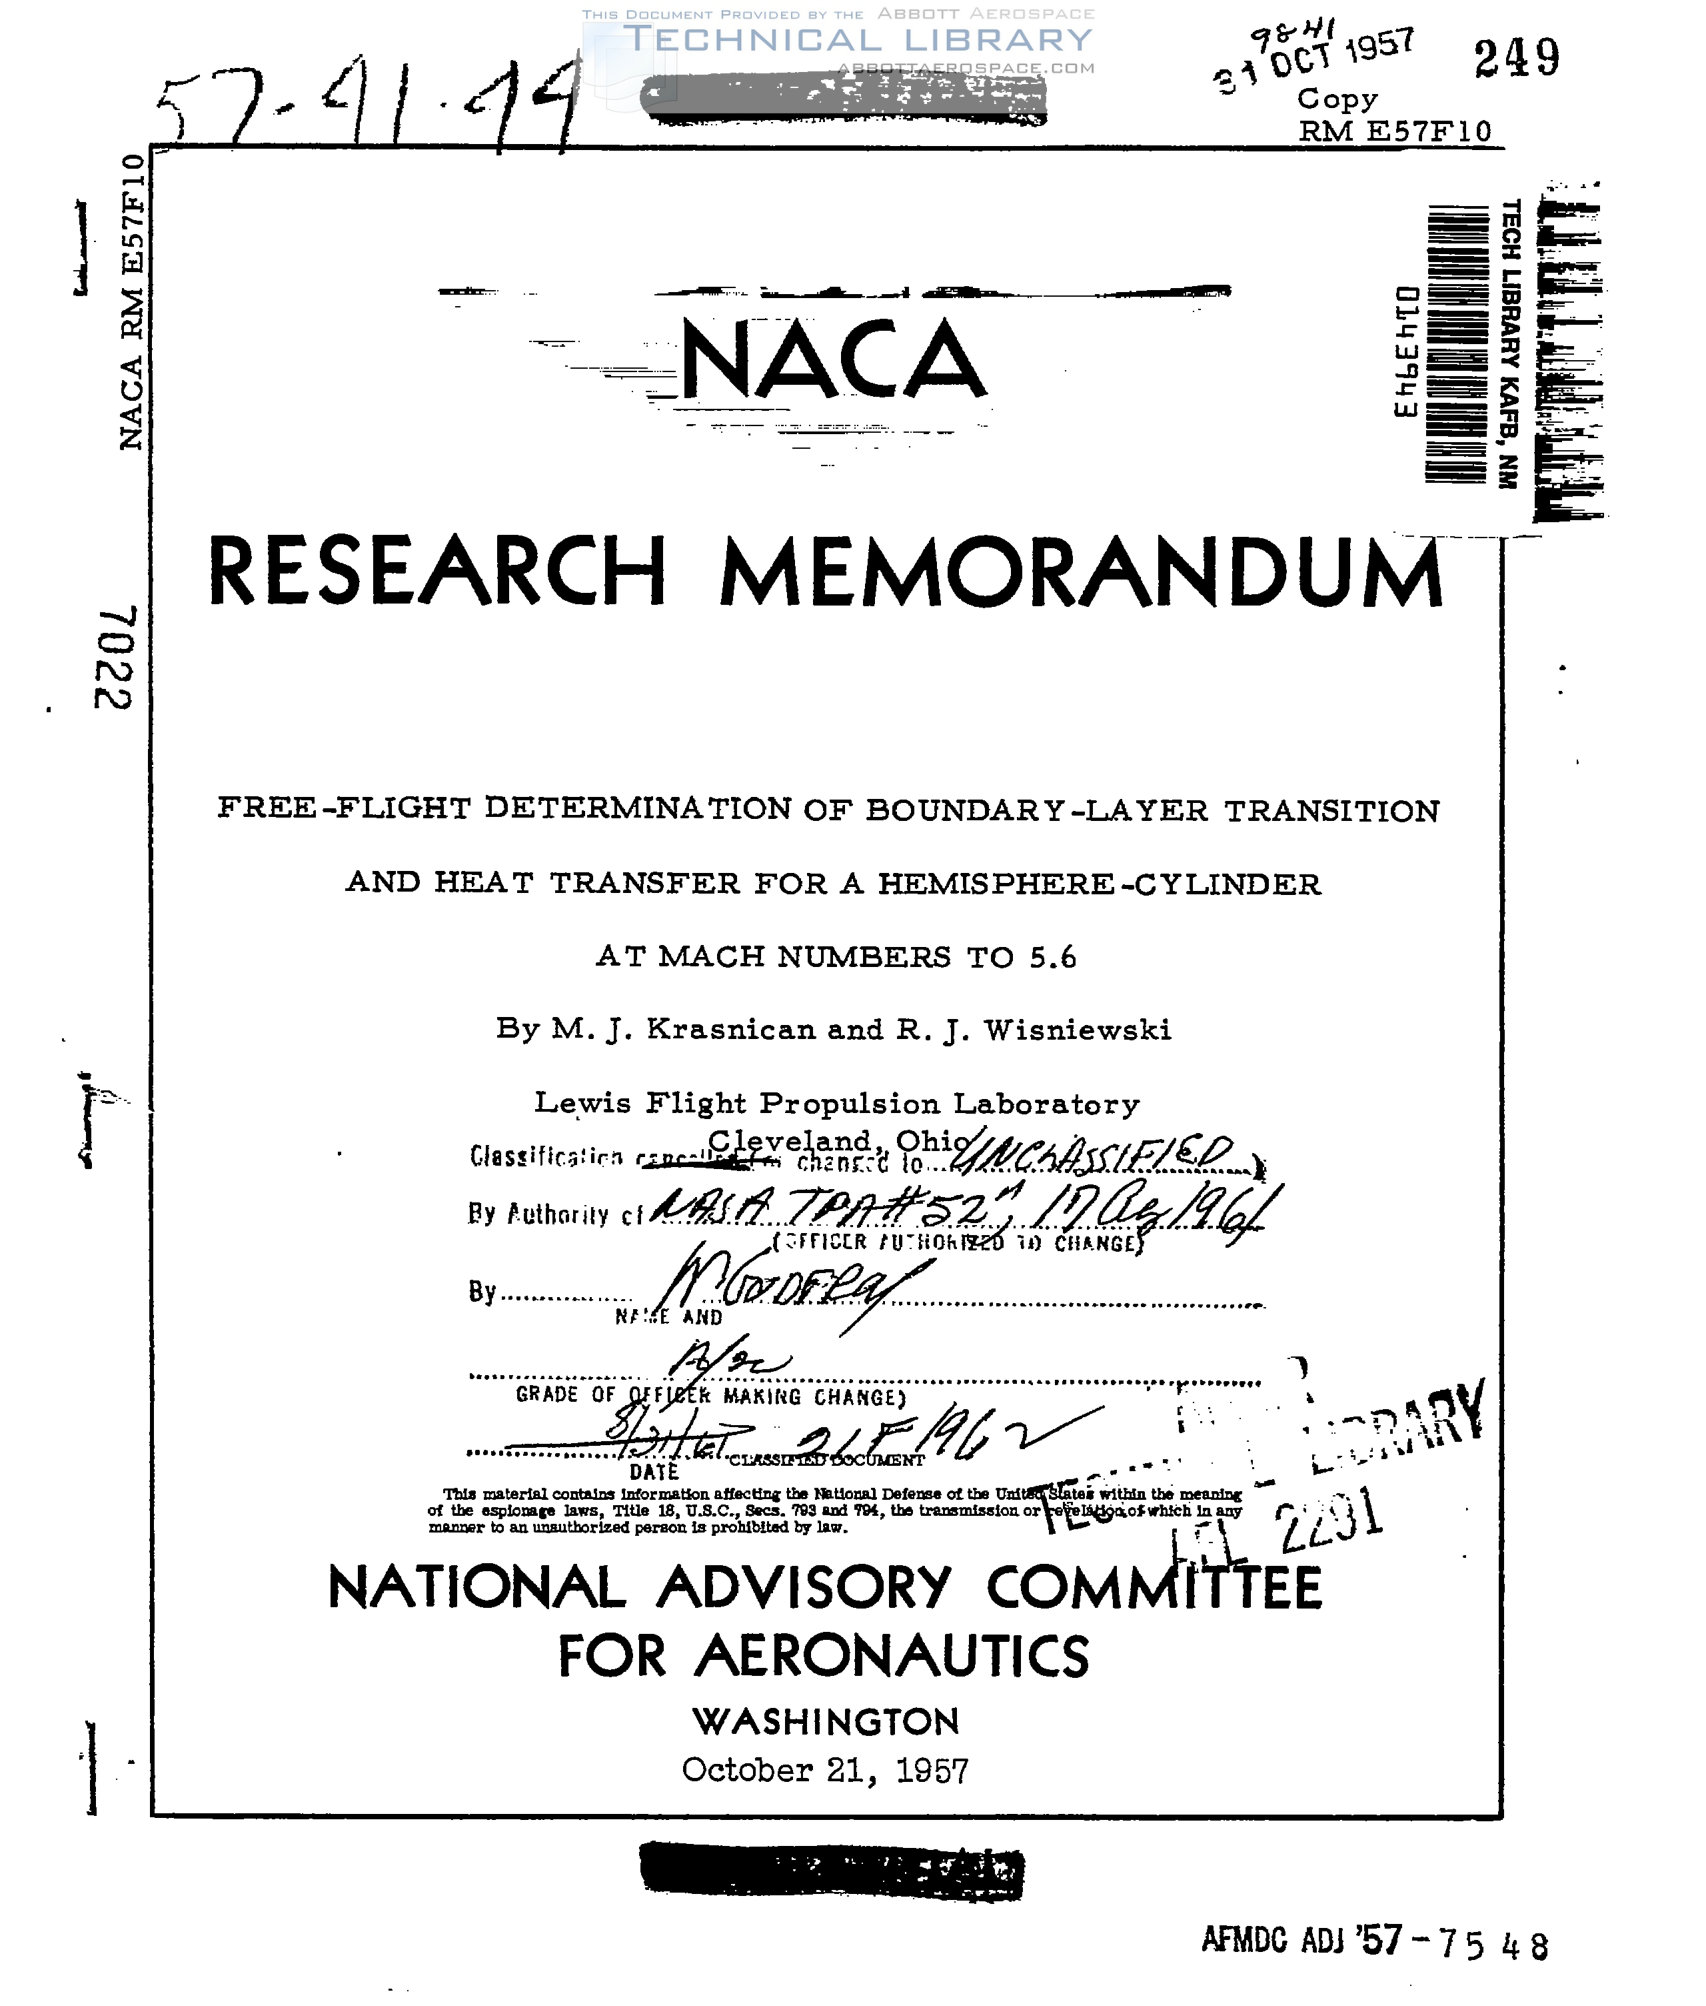 THIS DOCUMENT PROVIDED BY THE ABBOTT AEROSPACE
TECHNICAL LIBRARY
ABBOTTAEROSPACE.COM
9841
31 OCT 1957
249
Copy
RM E57F10
NACA RM E57F10
7022
TECH LIBRARY KAFB, NM
0143943
NACA
RESEARCH MEMORANDUM
FREE-FLIGHT DETERMINATION OF BOUNDARY-LAYER TRANSITION
AND HEAT TRANSFER FOR A HEMISPHERE-CYLINDER
AT MACH NUMBERS TO 5.6
By M. J. Krasnican and R. J. Wisniewski
Lewis Flight Propulsion Laboratory
Cleveland, Ohio
Classification changed to UNCLASSIFIED
By Authority of NASA TPA #52, 17 1961
(OFFICER AUTHORIZED TO CHANGE)
By
NAME AND
GRADE OF OFFICER MAKING CHANGE)
DATE
CLASSIFIED DOCUMENT
This material contains information affecting the National Defense of the United States within the meaning
of the espionage laws, Title 18, U.S.C., Secs. 793 and 794, the transmission or revelation of which in any
manner to an unauthorized person is prohibited by law.
LIBRARY
NATIONAL ADVISORY COMMITTEE
FOR AERONAUTICS
WASHINGTON
October 21, 1957
AFMDC ADJ '57-7548